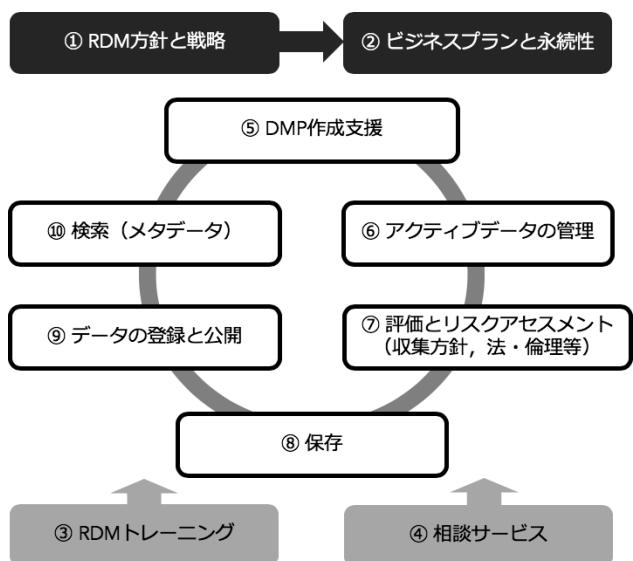 ① RDM方針と戦略
② ビジネスプランと永続性
⑤ DMP作成支援
⑩ 検索（メタデータ）
⑥ アクティブデータの管理
⑨ データの登録と公開
⑦ 評価とリスクアセスメント
（収集方針，法・倫理等）
⑧ 保存
③ RDMトレーニング
④ 相談サービス